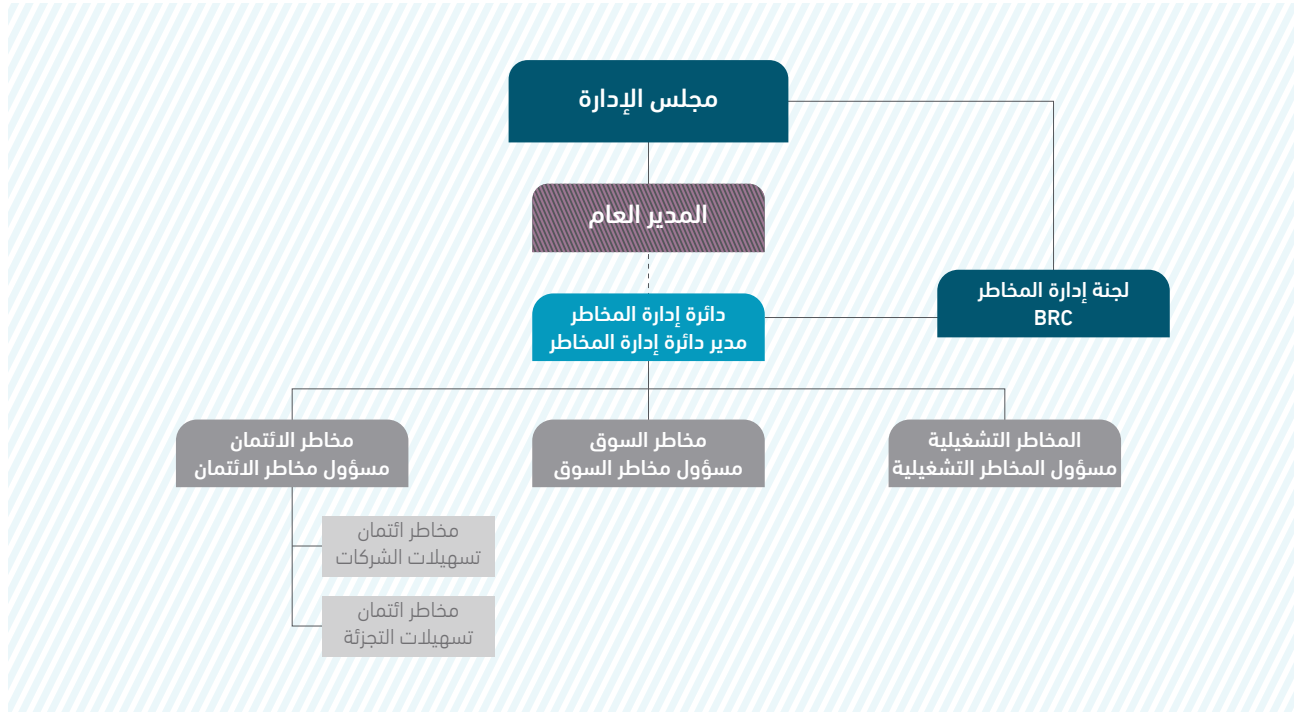 مجلس الإدارة
المدير العام
لجنة إدارة المخاطر
BRC
دائرة إدارة المخاطر
مدير دائرة إدارة المخاطر
المخاطر التشغيلية
مسؤول المخاطر التشغيلية
مخاطر السوق
مسؤول مخاطر السوق
مخاطر الائتمان
مسؤول مخاطر الائتمان
مخاطر ائتمان
تسهيلات الشركات
مخاطر ائتمان
تسهيلات التجزئة